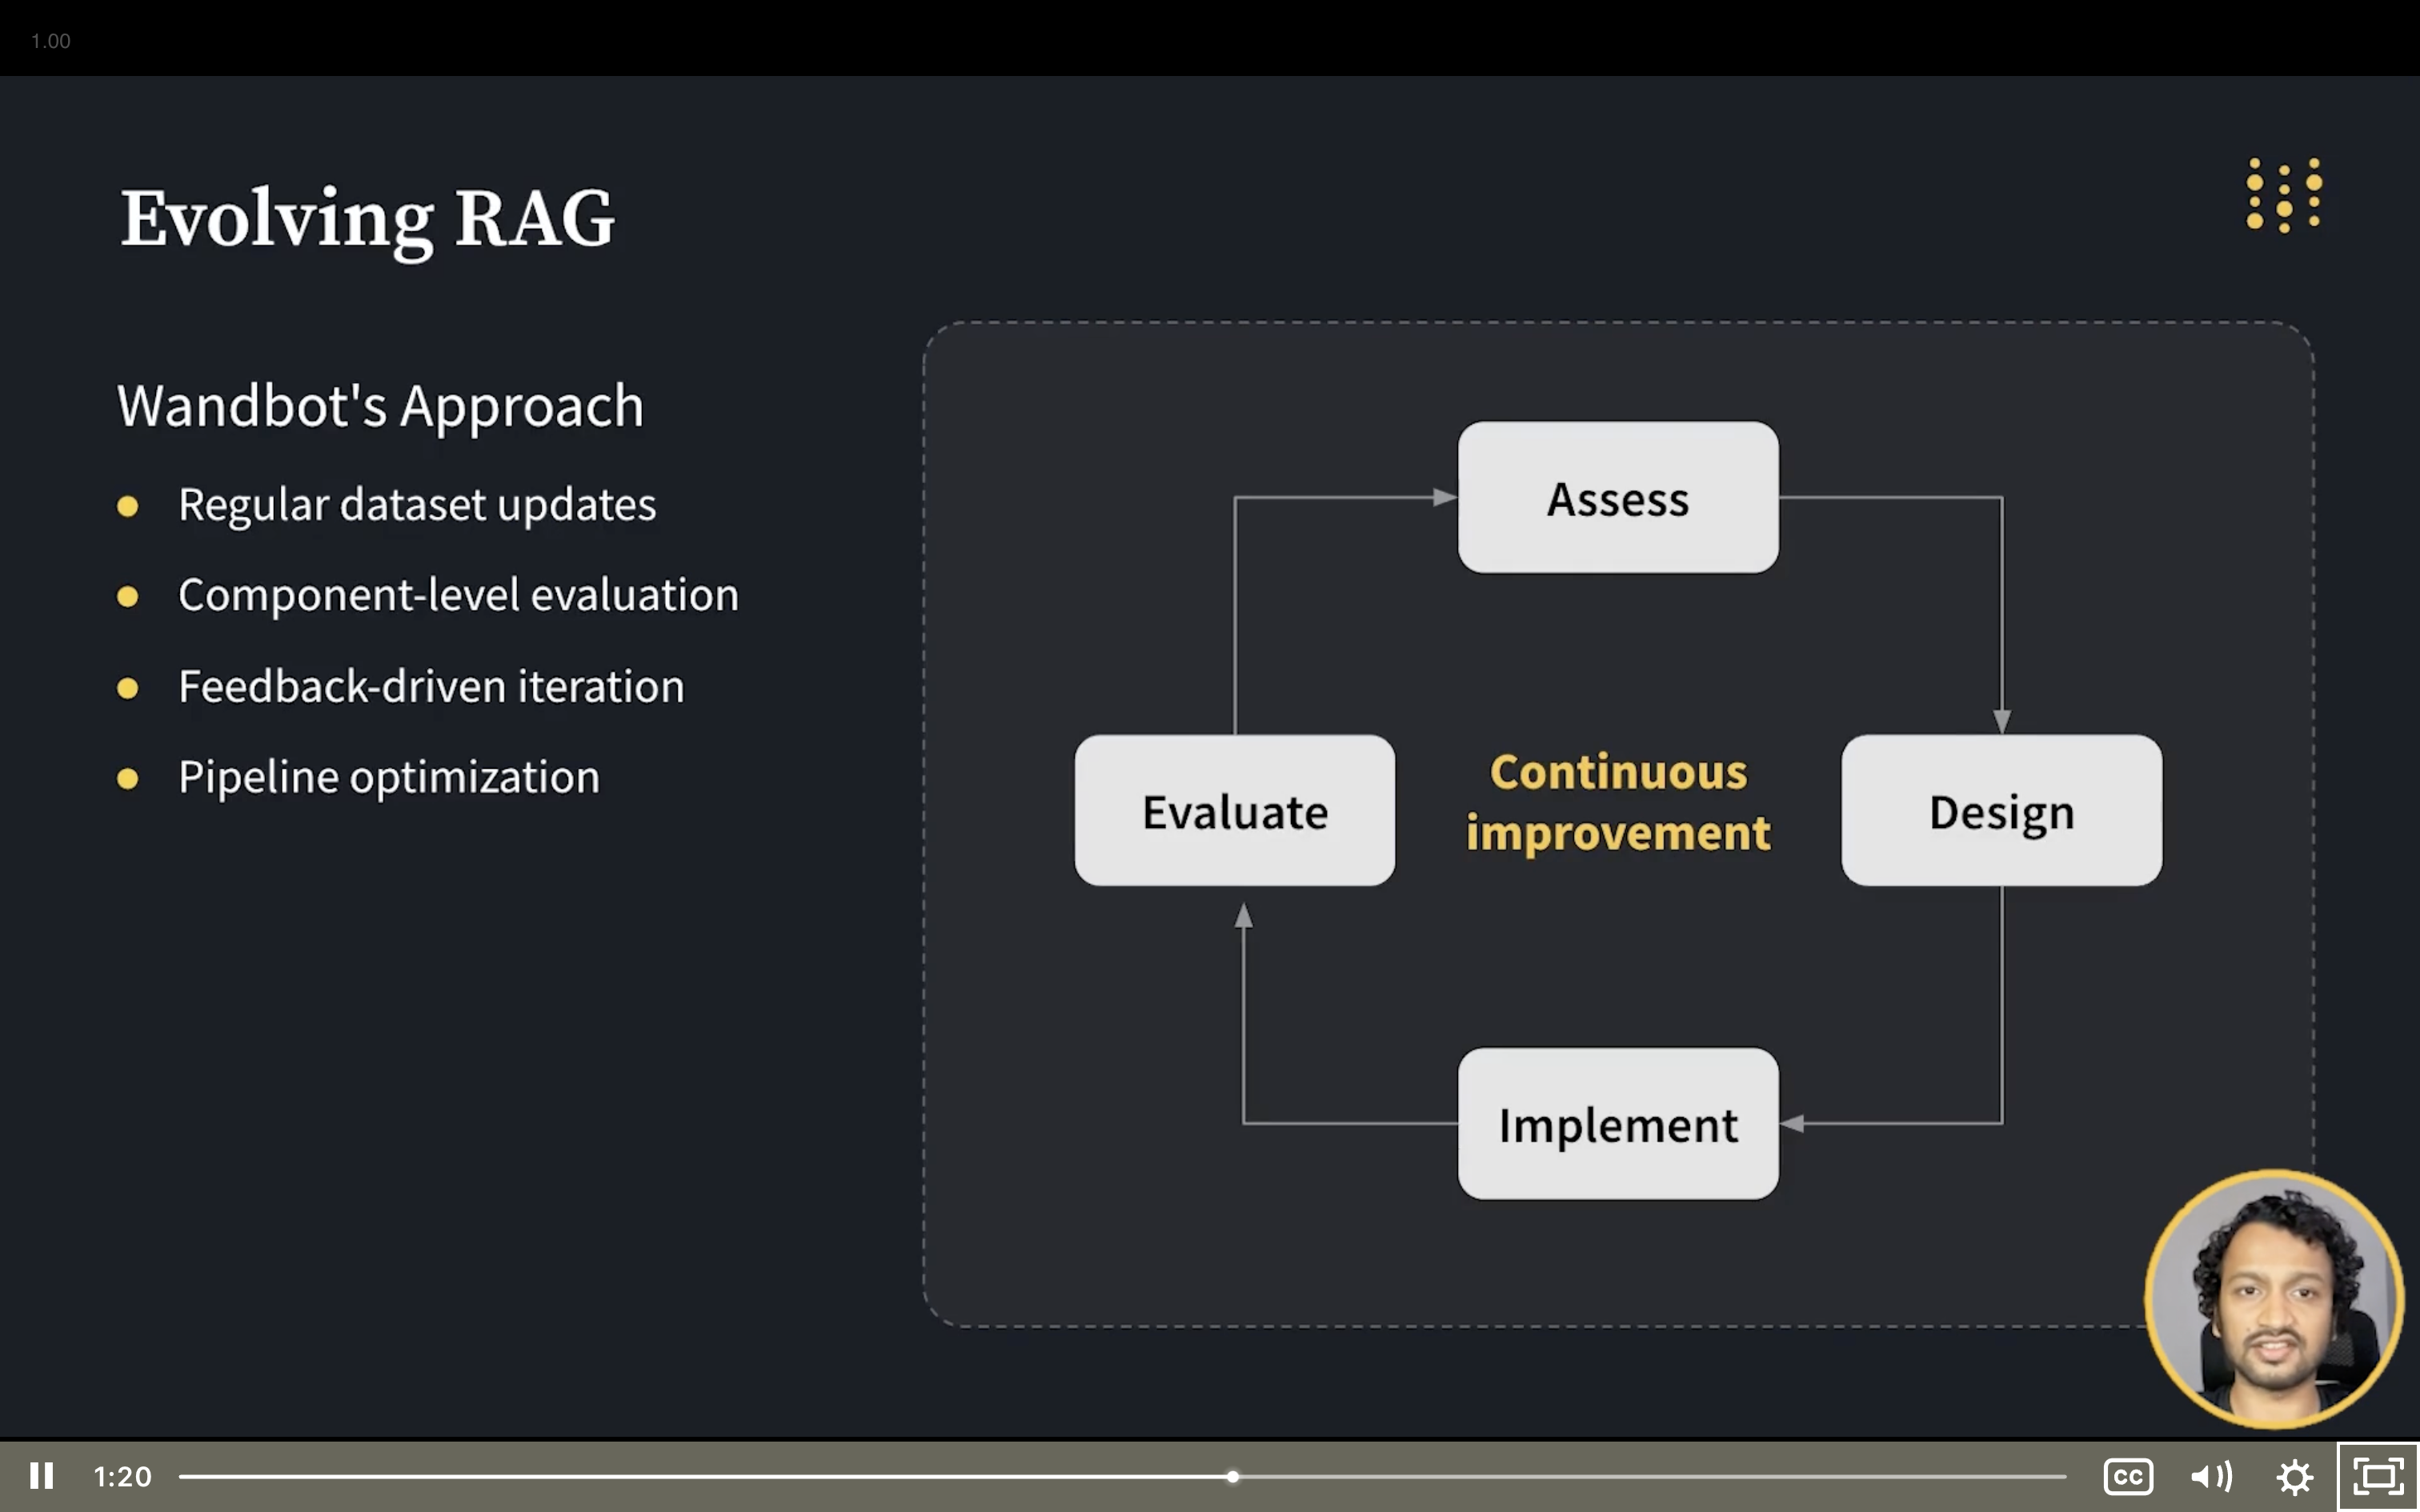 1.00
Evolving RAG
Wandbot's Approach
Regular dataset updates
Component-level evaluation
Feedback-driven iteration
Pipeline optimization
Assess
Evaluate
Continuous
improvement
Design
Implement
1:20
CC